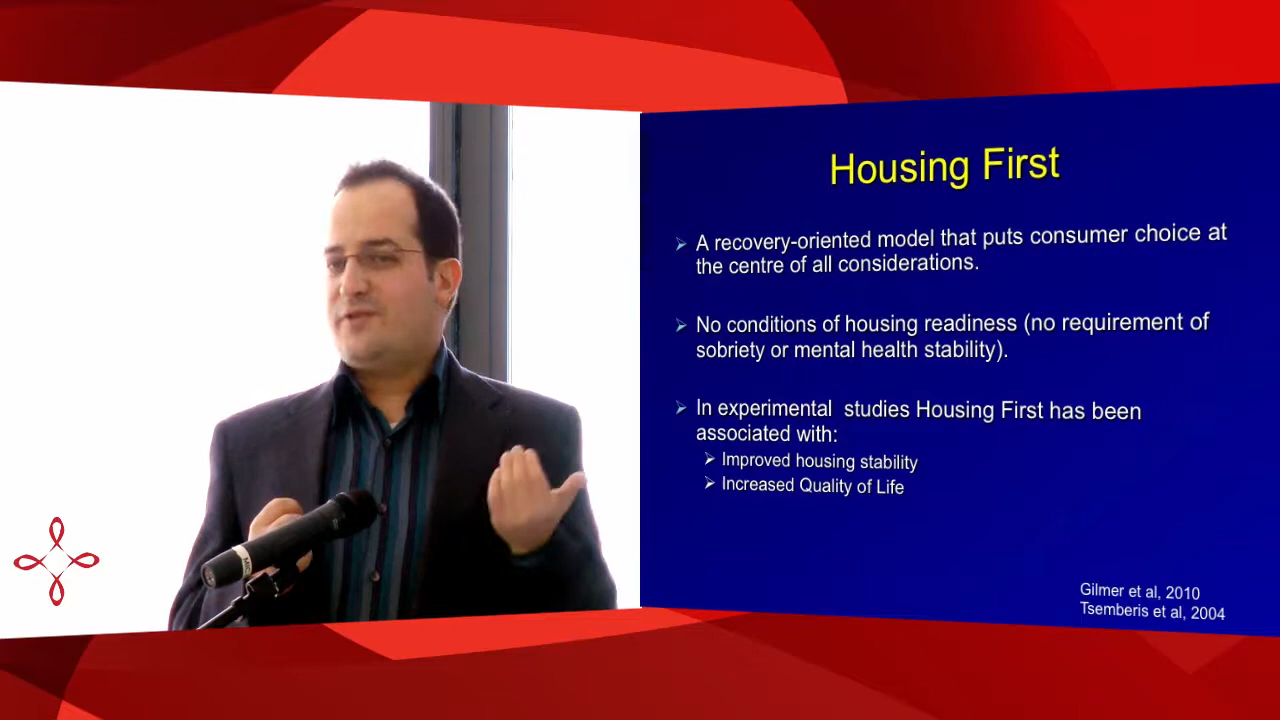 Housing First
A recovery-oriented model that puts consumer choice at
the centre of all considerations.
No conditions of housing readiness (no requirement of
sobriety or mental health stability).
In experimental studies Housing First has been
associated with:
Improved housing stability
Increased Quality of Life
Gilmer et al, 2010
Tsemberis et al, 2004
MIC